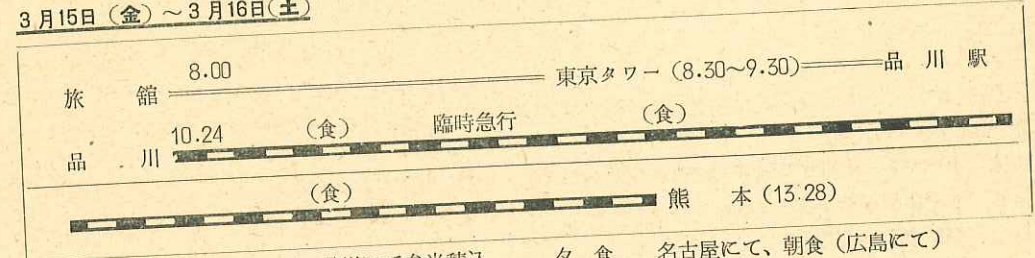 3月15日(金)～3月16日(土)
旅館 8.00 東京タワー(8.30～9.30) 品川駅
品川 10.24 (食) 臨時急行 (食)
(食) 熊本(13.28)
夕食 名古屋にて、朝食(広島にて)